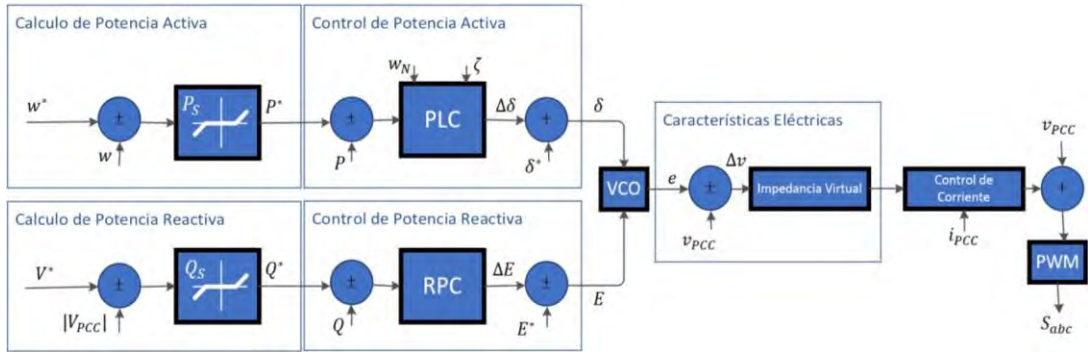 Calculo de Potencia Activa
Control de Potencia Activa
w_N
ζ
w*
±
P_S
P*
±
PLC
Δδ
+
δ
w
P
δ*
Características Eléctricas
v_PCC
VCO
e
±
Δv
Impedancia Virtual
Control de
Corriente
+
v_PCC
i_PCC
Calculo de Potencia Reactiva
Control de Potencia Reactiva
PWM
V*
±
Q_S
Q*
±
RPC
ΔE
±
E
|V_PCC|
Q
E*
S_abc